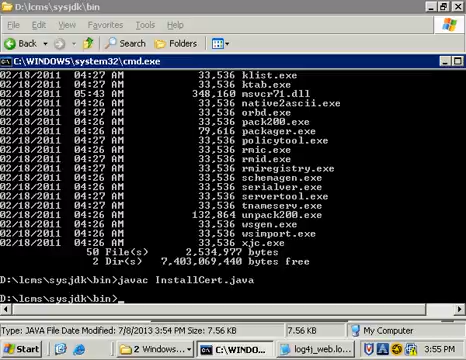 D:\lcms\sysjdk\bin
File Edit View Favorites Tools Help
Back Search Folders
C:\WINDOWS\system32\cmd.exe
02/18/2011 04:27 AM 33,536 klist.exe
02/18/2011 04:27 AM 33,536 ktab.exe
02/18/2011 05:43 AM 348,160 msvcr71.dll
02/18/2011 04:26 AM 33,536 native2ascii.exe
02/18/2011 04:27 AM 33,536 orbd.exe
02/18/2011 04:26 AM 33,536 pack200.exe
02/18/2011 04:27 AM 79,616 packager.exe
02/18/2011 04:27 AM 33,536 policytool.exe
02/18/2011 04:26 AM 33,536 rmic.exe
02/18/2011 04:26 AM 33,536 rmid.exe
02/18/2011 04:27 AM 33,536 rmiregistry.exe
02/18/2011 04:26 AM 33,536 schemagen.exe
02/18/2011 04:26 AM 33,536 serialver.exe
02/18/2011 04:27 AM 33,536 servertool.exe
02/18/2011 04:26 AM 33,536 tnameserv.exe
02/18/2011 04:26 AM 132,864 unpack200.exe
02/18/2011 04:26 AM 33,536 wsgen.exe
02/18/2011 04:26 AM 33,536 wsimport.exe
02/18/2011 04:26 AM 33,536 xjc.exe
50 File(s) 2,534,977 bytes
2 Dir(s) 7,403,069,440 bytes free
D:\lcms\sysjdk\bin>javac InstallCert.java
D:\lcms\sysjdk\bin>_
Type: JAVA File Date Modified: 7/8/2013 3:54 PM Size: 7.56 KB 7.56 KB My Computer
Start 2 Windows... C:\WINDOW... log4j_web.lo... 3:55 PM